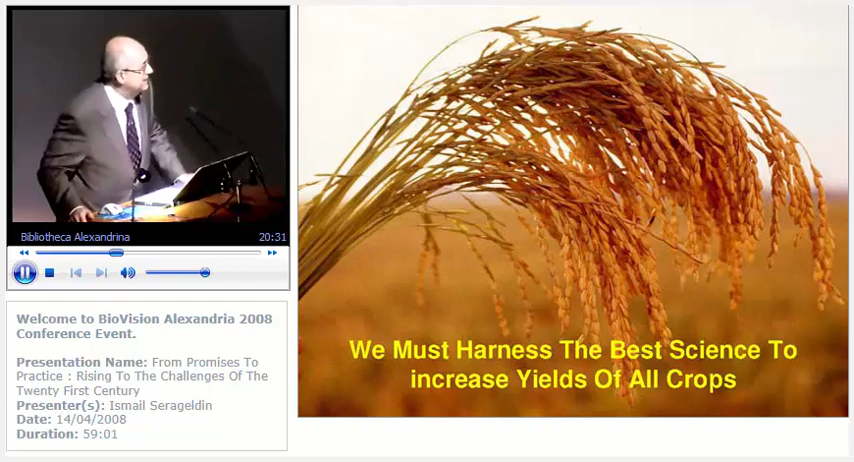 Bibliotheca Alexandrina 20:31
Welcome to BioVision Alexandria 2008
Conference Event.
Presentation Name: From Promises To
Practice : Rising To The Challenges Of The
Twenty First Century
Presenter(s): Ismail Serageldin
Date: 14/04/2008
Duration: 59:01
We Must Harness The Best Science To
increase Yields Of All Crops